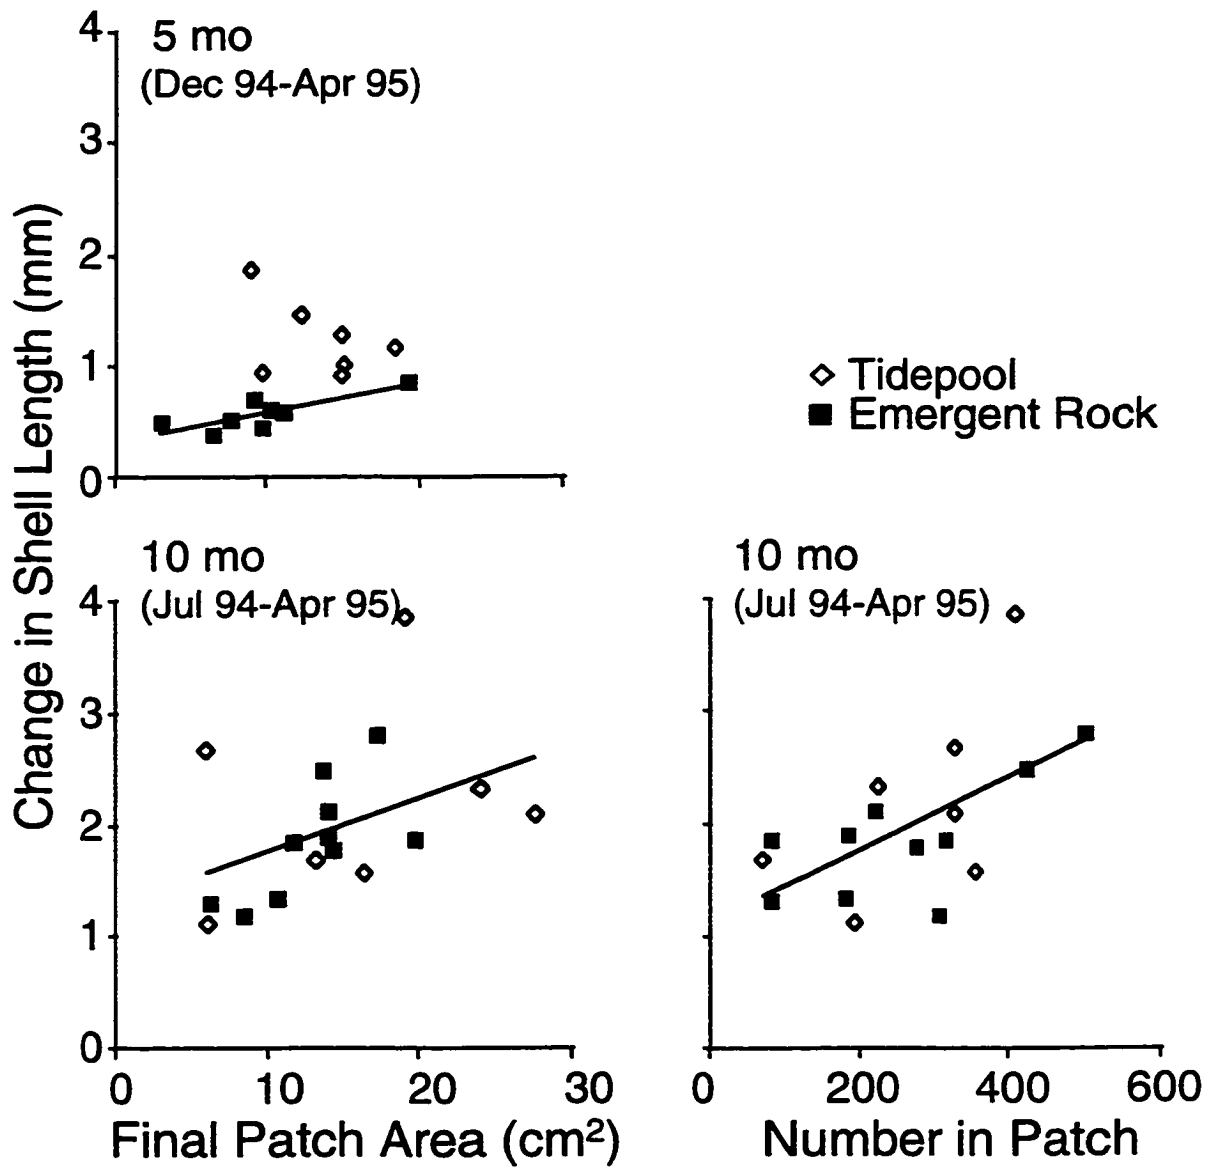 Change in Shell Length (mm)
5 mo
(Dec 94-Apr 95)
4
3
2
1
0
Tidepool
Emergent Rock
10 mo
(Jul 94-Apr 95)
4
3
2
1
0
0 10 20 30
Final Patch Area (cm²)
10 mo
(Jul 94-Apr 95)
0 200 400 600
Number in Patch